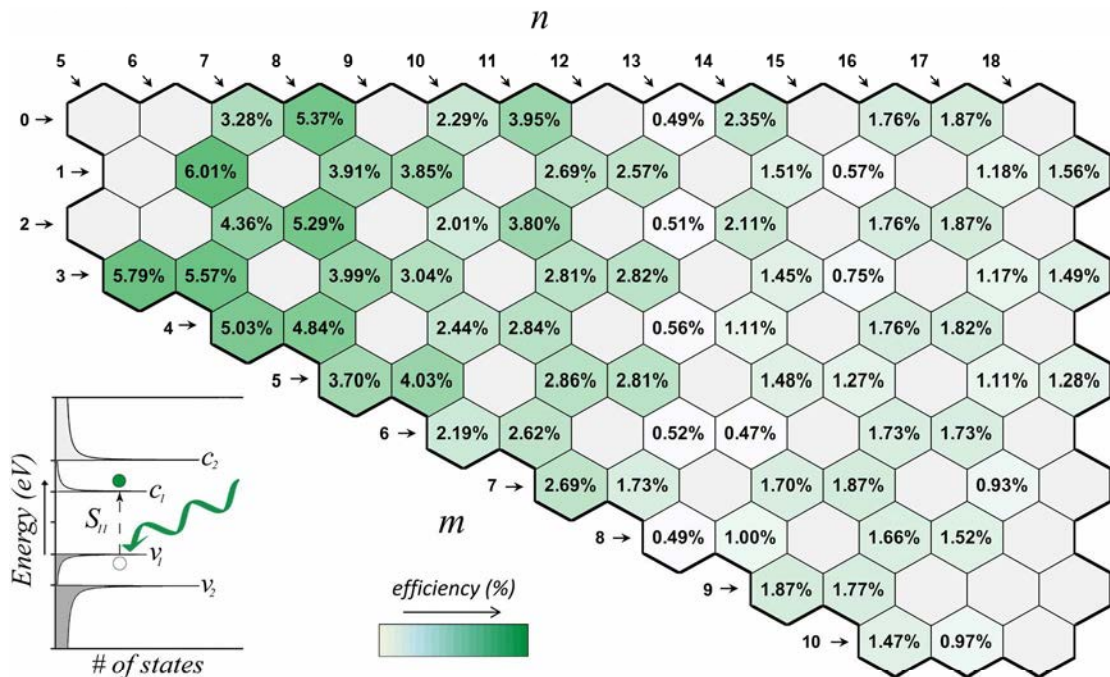 n
5 6 7 8 9 10 11 12 13 14 15 16 17 18
0 → 3.28% 5.37% 2.29% 3.95% 0.49% 2.35% 1.76% 1.87%
1 → 6.01% 3.91% 3.85% 2.69% 2.57% 1.51% 0.57% 1.18% 1.56%
2 → 4.36% 5.29% 2.01% 3.80% 0.51% 2.11% 1.76% 1.87%
3 → 5.79% 5.57% 3.99% 3.04% 2.81% 2.82% 1.45% 0.75% 1.17% 1.49%
4 → 5.03% 4.84% 2.44% 2.84% 0.56% 1.11% 1.76% 1.82%
5 → 3.70% 4.03% 2.86% 2.81% 1.48% 1.27% 1.11% 1.28%
6 → 2.19% 2.62% 0.52% 0.47% 1.73% 1.73%
7 → 2.69% 1.73% 1.70% 1.87% 0.93%
8 → 0.49% 1.00% 1.66% 1.52%
9 → 1.87% 1.77%
10 → 1.47% 0.97%
m
efficiency (%)
Energy (eV)
c₂
c₁
S₁₁
v₁
v₂
# of states